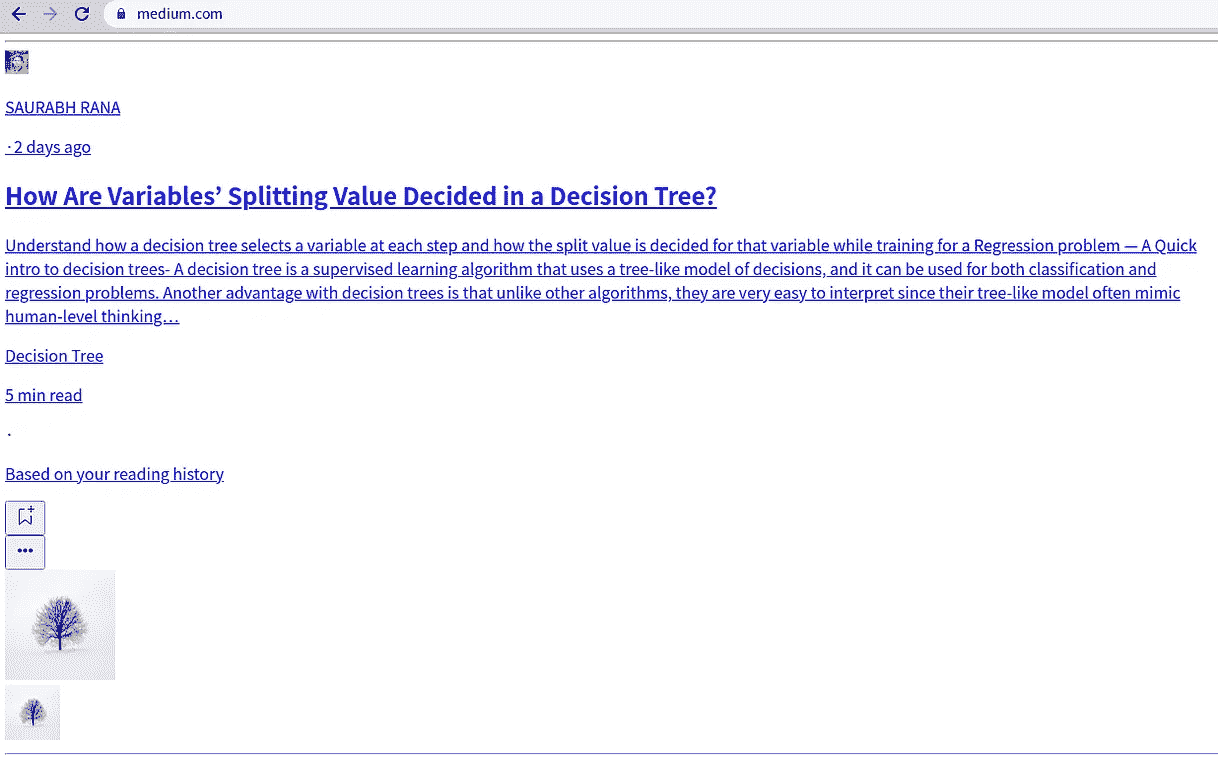 medium.com
SAURABH RANA
·2 days ago
How Are Variables’ Splitting Value Decided in a Decision Tree?
Understand how a decision tree selects a variable at each step and how the split value is decided for that variable while training for a Regression problem — A Quick
intro to decision trees- A decision tree is a supervised learning algorithm that uses a tree-like model of decisions, and it can be used for both classification and
regression problems. Another advantage with decision trees is that unlike other algorithms, they are very easy to interpret since their tree-like model often mimic
human-level thinking…
Decision Tree
5 min read
·
Based on your reading history